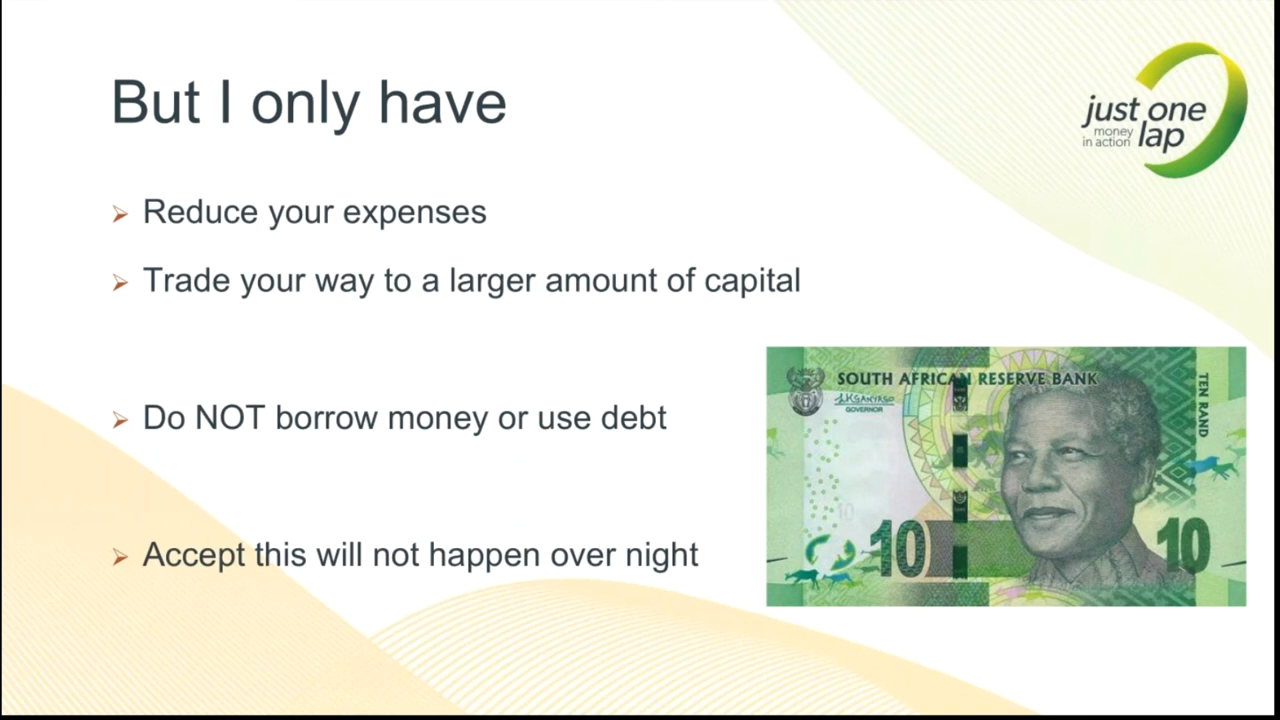 But I only have
just one
money
in action lap
Reduce your expenses
Trade your way to a larger amount of capital
Do NOT borrow money or use debt
Accept this will not happen over night
SOUTH AFRICAN RESERVE BANK
GOVERNOR
TEN RAND
10
10
10